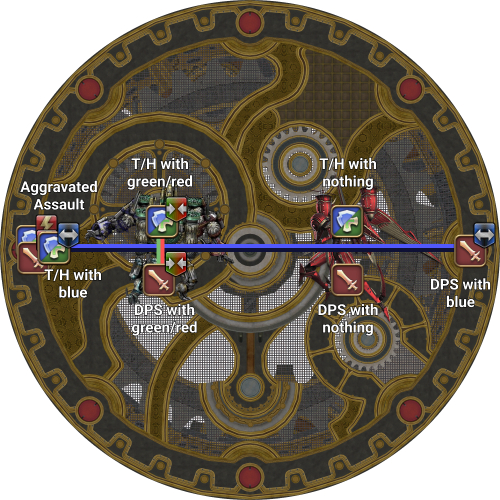 T/H with
green/red
T/H with
nothing
Aggravated
Assault
T/H with
blue
DPS with
green/red
DPS with
nothing
DPS with
blue